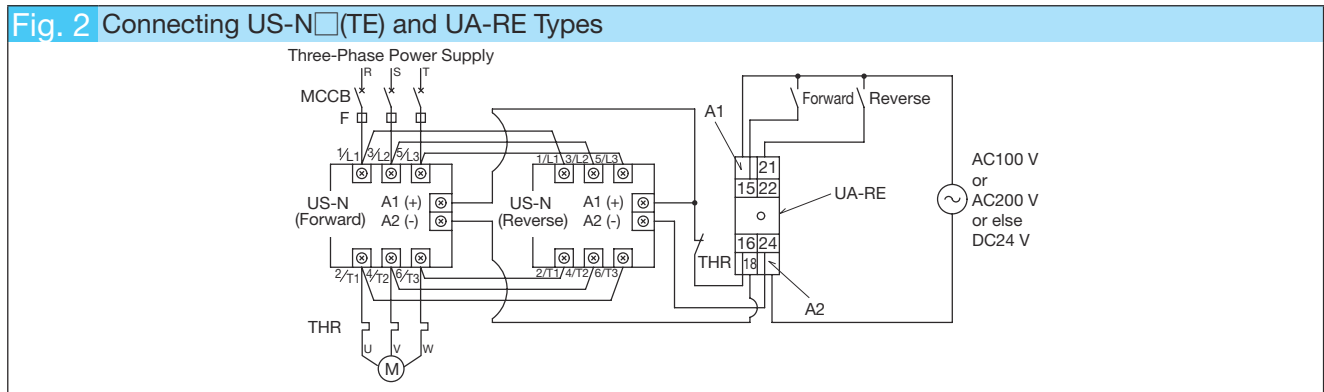 Fig. 2 Connecting US-N□(TE) and UA-RE Types
Three-Phase Power Supply
R S T
MCCB
F
1/L1 3/L2 5/L3
US-N
(Forward)
A1 (+)
A2 (-)
2/T1 4/T2 6/T3
THR
U V W
M
1/L1 3/L2 5/L3
US-N
(Reverse)
A1 (+)
A2 (-)
2/T1 4/T2 6/T3
THR
Forward Reverse
A1
21
15 22
UA-RE
16 24
18
A2
AC100 V
or
AC200 V
or else
DC24 V